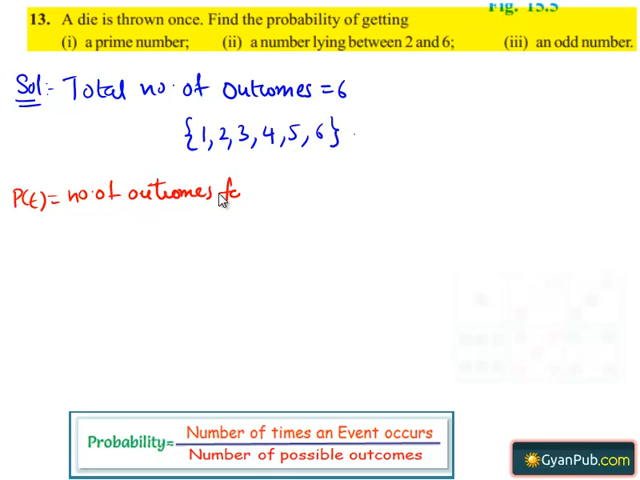 Fig. 15.5
13. A die is thrown once. Find the probability of getting
(i) a prime number; (ii) a number lying between 2 and 6; (iii) an odd number.
Sol:- Total no. of outcomes = 6
{1, 2, 3, 4, 5, 6}
P(E) = no. of outcomes fa
Probability= Number of times an Event occurs
Number of possible outcomes
GyanPub.com